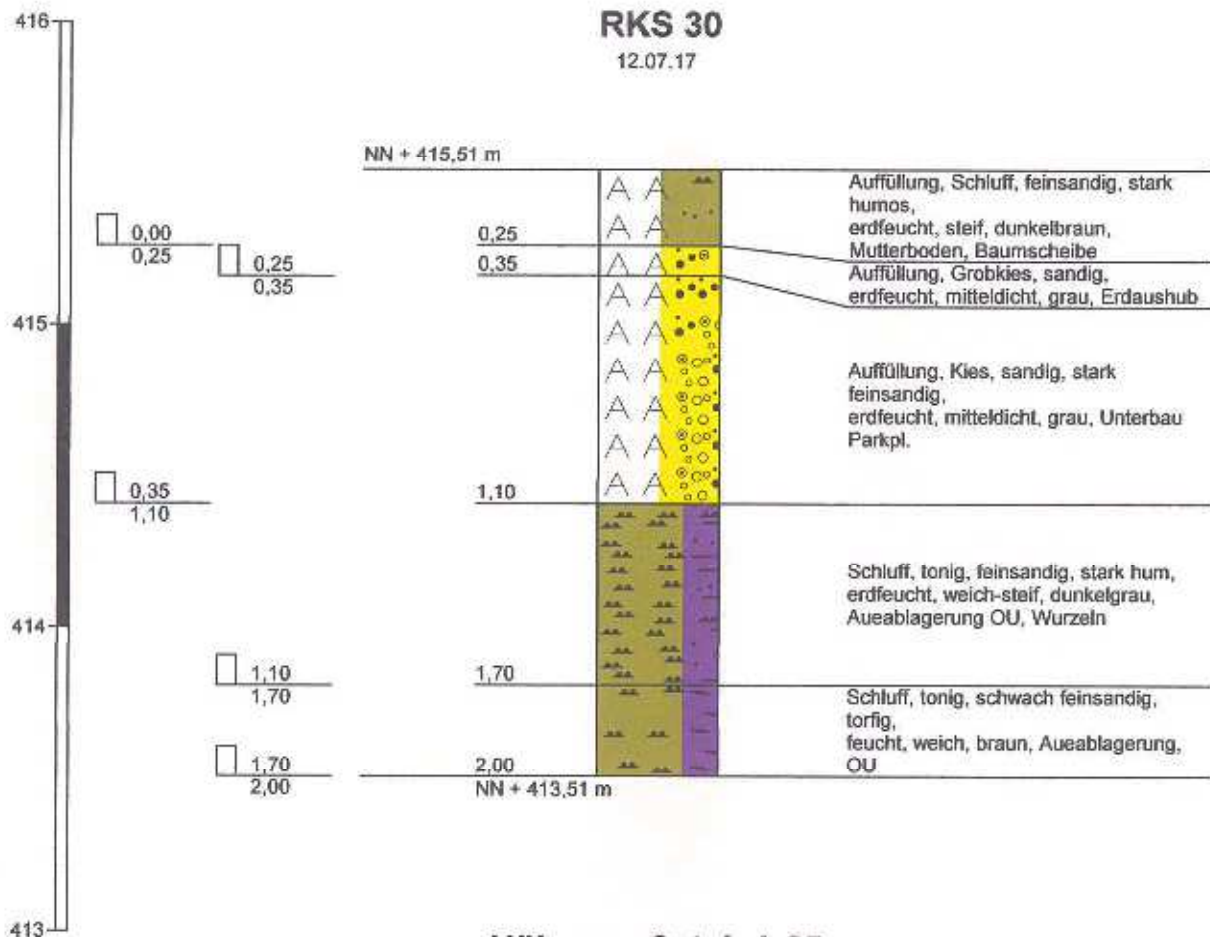 RKS 30
12.07.17
416
415
414
413
NN + 415,51 m
0,00
0,25
0,25
0,35
0,35
1,10
1,10
1,70
1,70
2,00
0,25
0,35
1,10
1,70
2,00
NN + 413,51 m
Auffüllung, Schluff, feinsandig, stark
humos,
erdfeucht, steif, dunkelbraun,
Mutterboden, Baumscheibe
Auffüllung, Grobkies, sandig,
erdfeucht, mitteldicht, grau, Erdaushub
Auffüllung, Kies, sandig, stark
feinsandig,
erdfeucht, mitteldicht, grau, Unterbau
Parkpl.
Schluff, tonig, feinsandig, stark hum,
erdfeucht, weich-steif, dunkelgrau,
Aueablagerung OU, Wurzeln
Schluff, tonig, schwach feinsandig,
torfig,
feucht, weich, braun, Aueablagerung,
OU